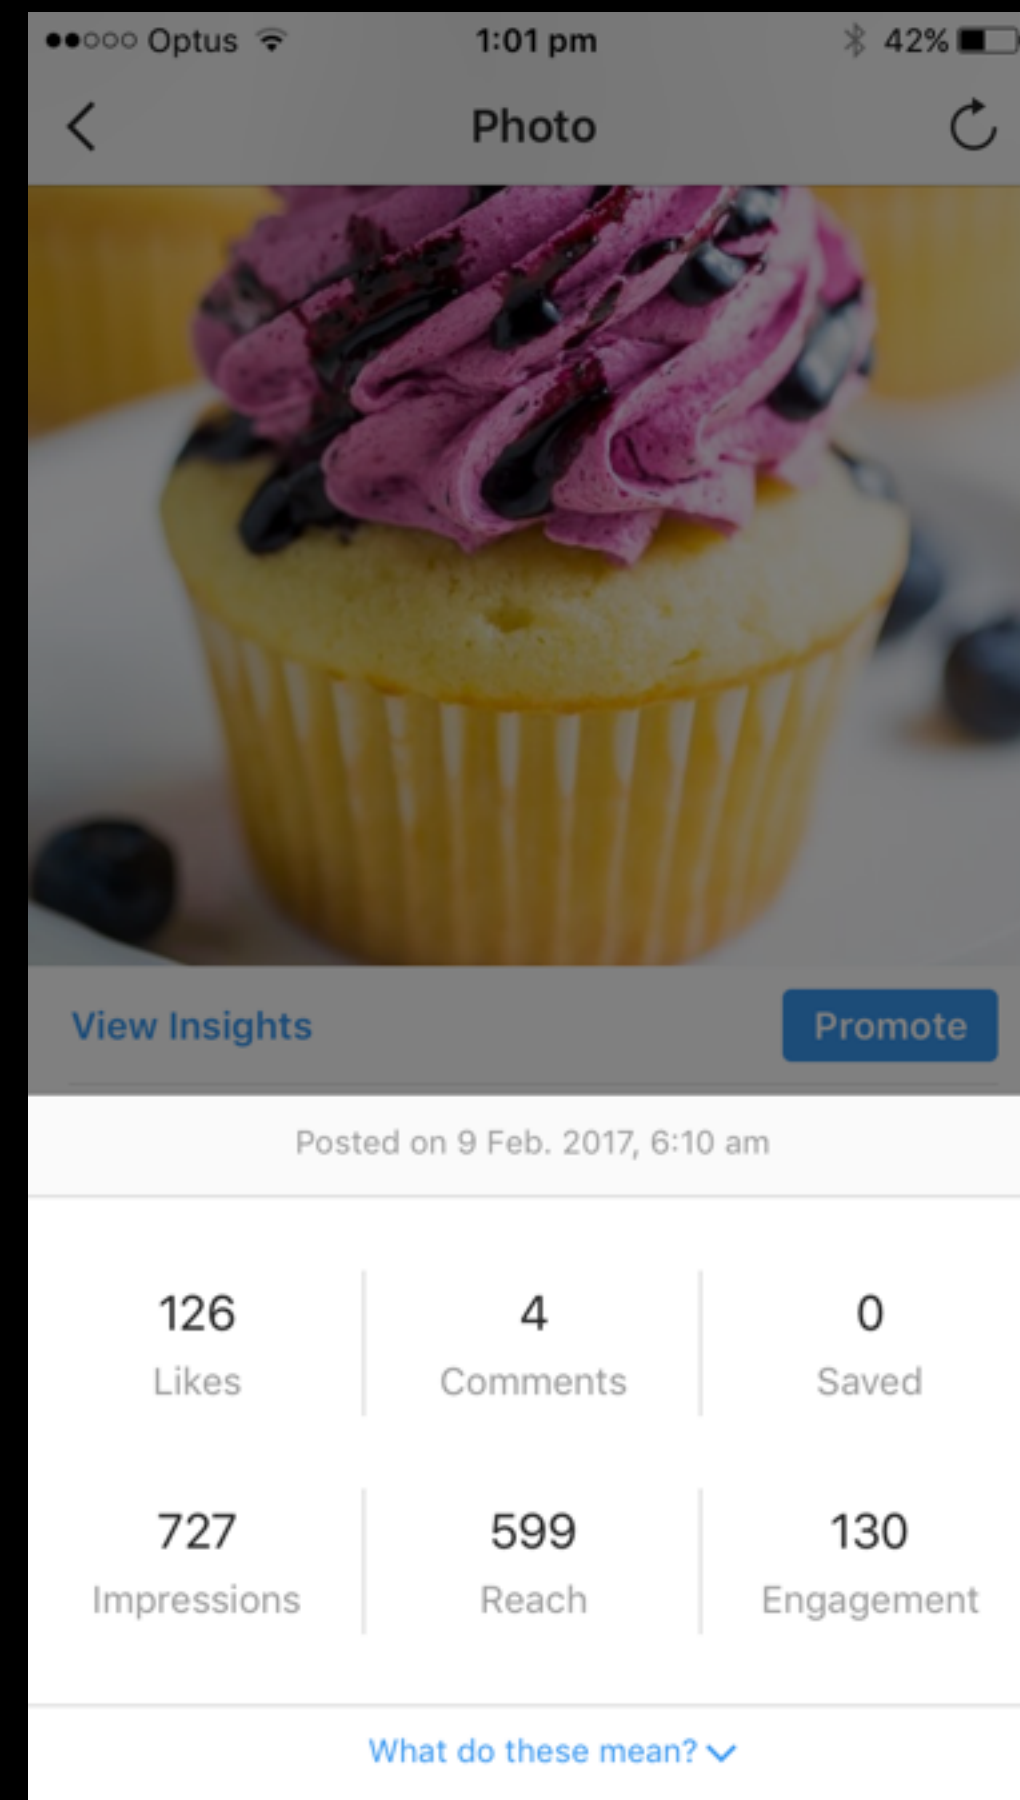 Optus 1:01 pm 42%
Photo
View Insights Promote
Posted on 9 Feb. 2017, 6:10 am
126 4 0
Likes Comments Saved
727 599 130
Impressions Reach Engagement
What do these mean?